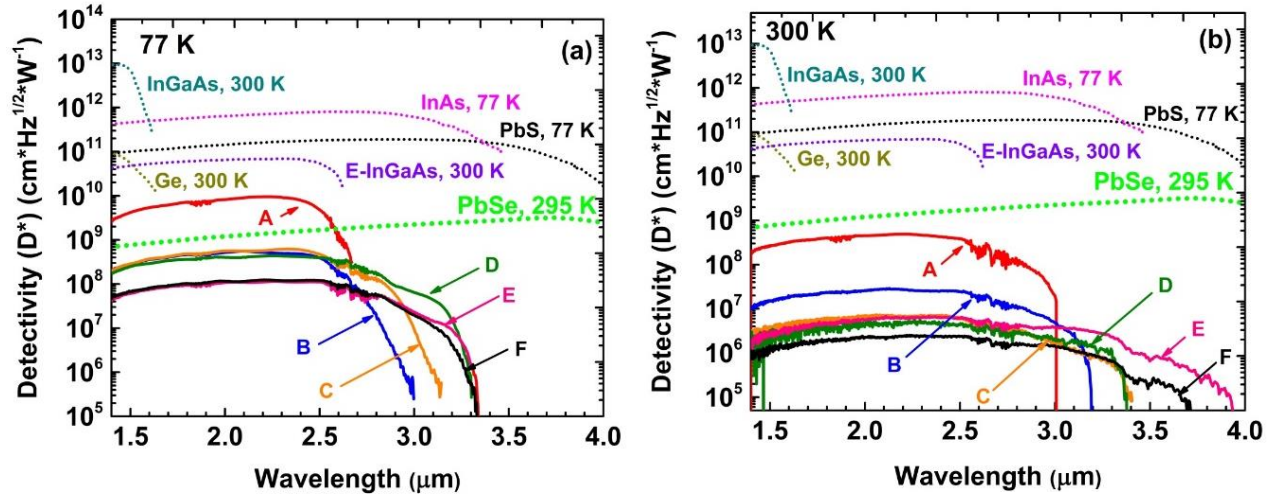 77 K
(a)
InGaAs, 300 K
InAs, 77 K
PbS, 77 K
Ge, 300 K
E-InGaAs, 300 K
PbSe, 295 K
A
B
C
D
E
F
Detectivity (D*) (cm*Hz^1/2*W^-1)
10^14
10^13
10^12
10^11
10^10
10^9
10^8
10^7
10^6
10^5
1.5 2.0 2.5 3.0 3.5 4.0
Wavelength (μm)
300 K
(b)
InGaAs, 300 K
InAs, 77 K
PbS, 77 K
Ge, 300 K
E-InGaAs, 300 K
PbSe, 295 K
A
B
C
D
E
F
Detectivity (D*) (cm*Hz^1/2*W^-1)
10^13
10^12
10^11
10^10
10^9
10^8
10^7
10^6
10^5
1.5 2.0 2.5 3.0 3.5 4.0
Wavelength (μm)